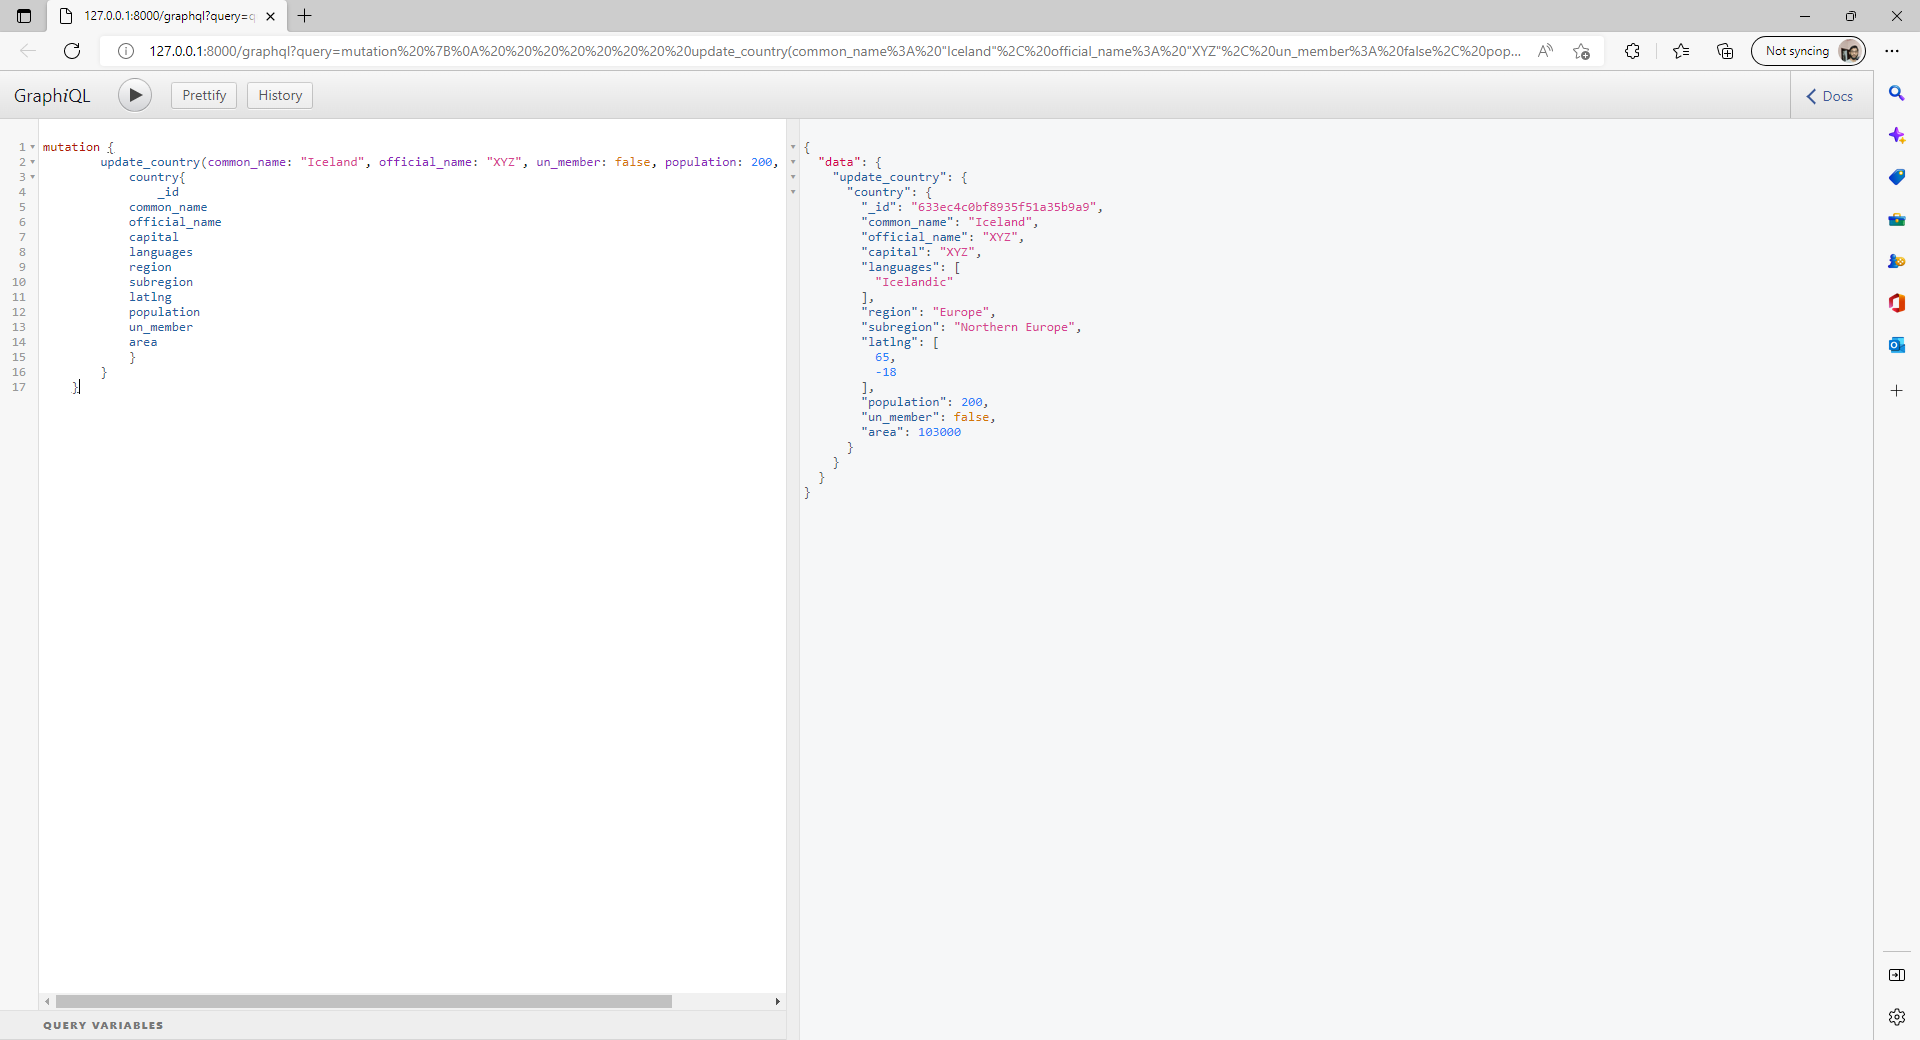 127.0.0.1:8000/graphql?query=q
127.0.0.1:8000/graphql?query=mutation%20%7B%0A%20%20%20%20%20%20%20%20update_country(common_name%3A%20"Iceland"%2C%20official_name%3A%20"XYZ"%2C%20un_member%3A%20false%2C%20pop...
Not syncing
GraphiQL
Prettify
History
Docs
1 mutation {
2 update_country(common_name: "Iceland", official_name: "XYZ", un_member: false, population: 200,
3 country{
4 _id
5 common_name
6 official_name
7 capital
8 languages
9 region
10 subregion
11 latlng
12 population
13 un_member
14 area
15 }
16 }
17 }
QUERY VARIABLES
{
"data": {
"update_country": {
"country": {
"_id": "633ec4c0bf8935f51a35b9a9",
"common_name": "Iceland",
"official_name": "XYZ",
"capital": "XYZ",
"languages": [
"Icelandic"
],
"region": "Europe",
"subregion": "Northern Europe",
"latlng": [
65,
-18
],
"population": 200,
"un_member": false,
"area": 103000
}
}
}
}